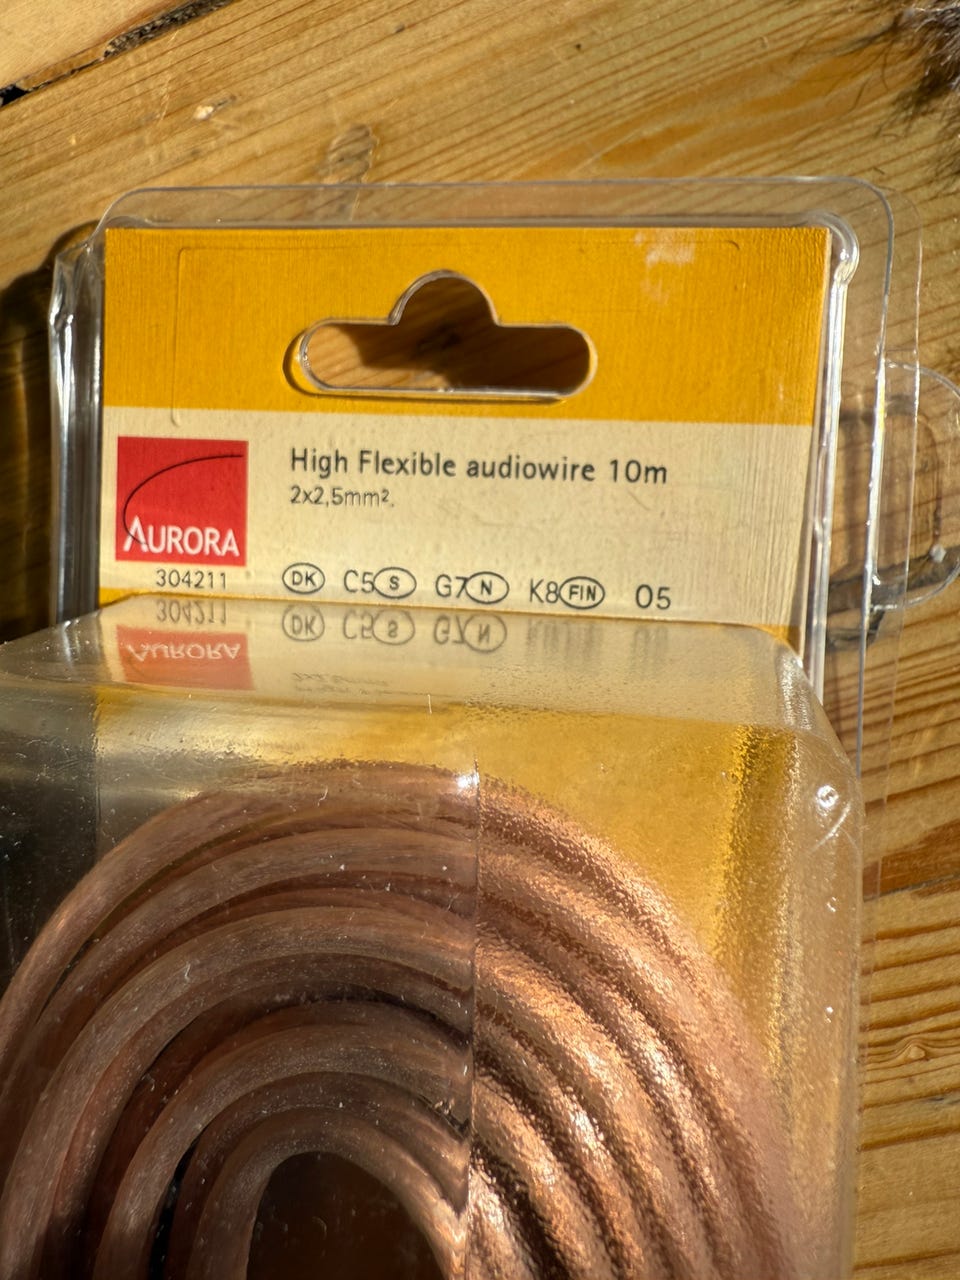 High Flexible audiowire 10m
2x2,5mm².
AURORA
304211 DK C5 S G7 N K8 FIN 05